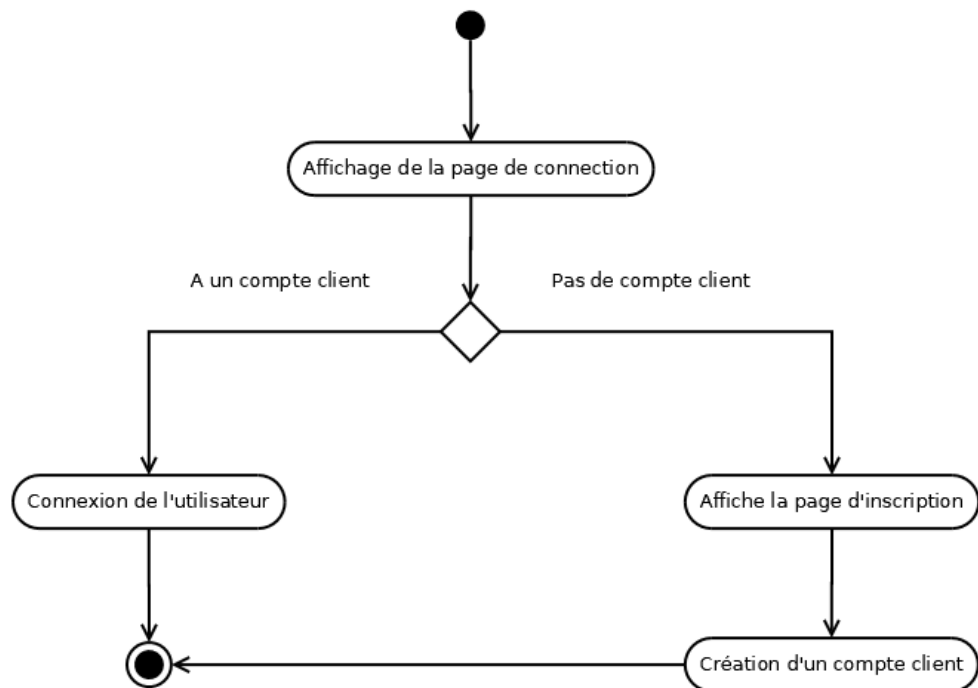 Affichage de la page de connection
A un compte client
Pas de compte client
Connexion de l'utilisateur
Affiche la page d'inscription
Création d'un compte client